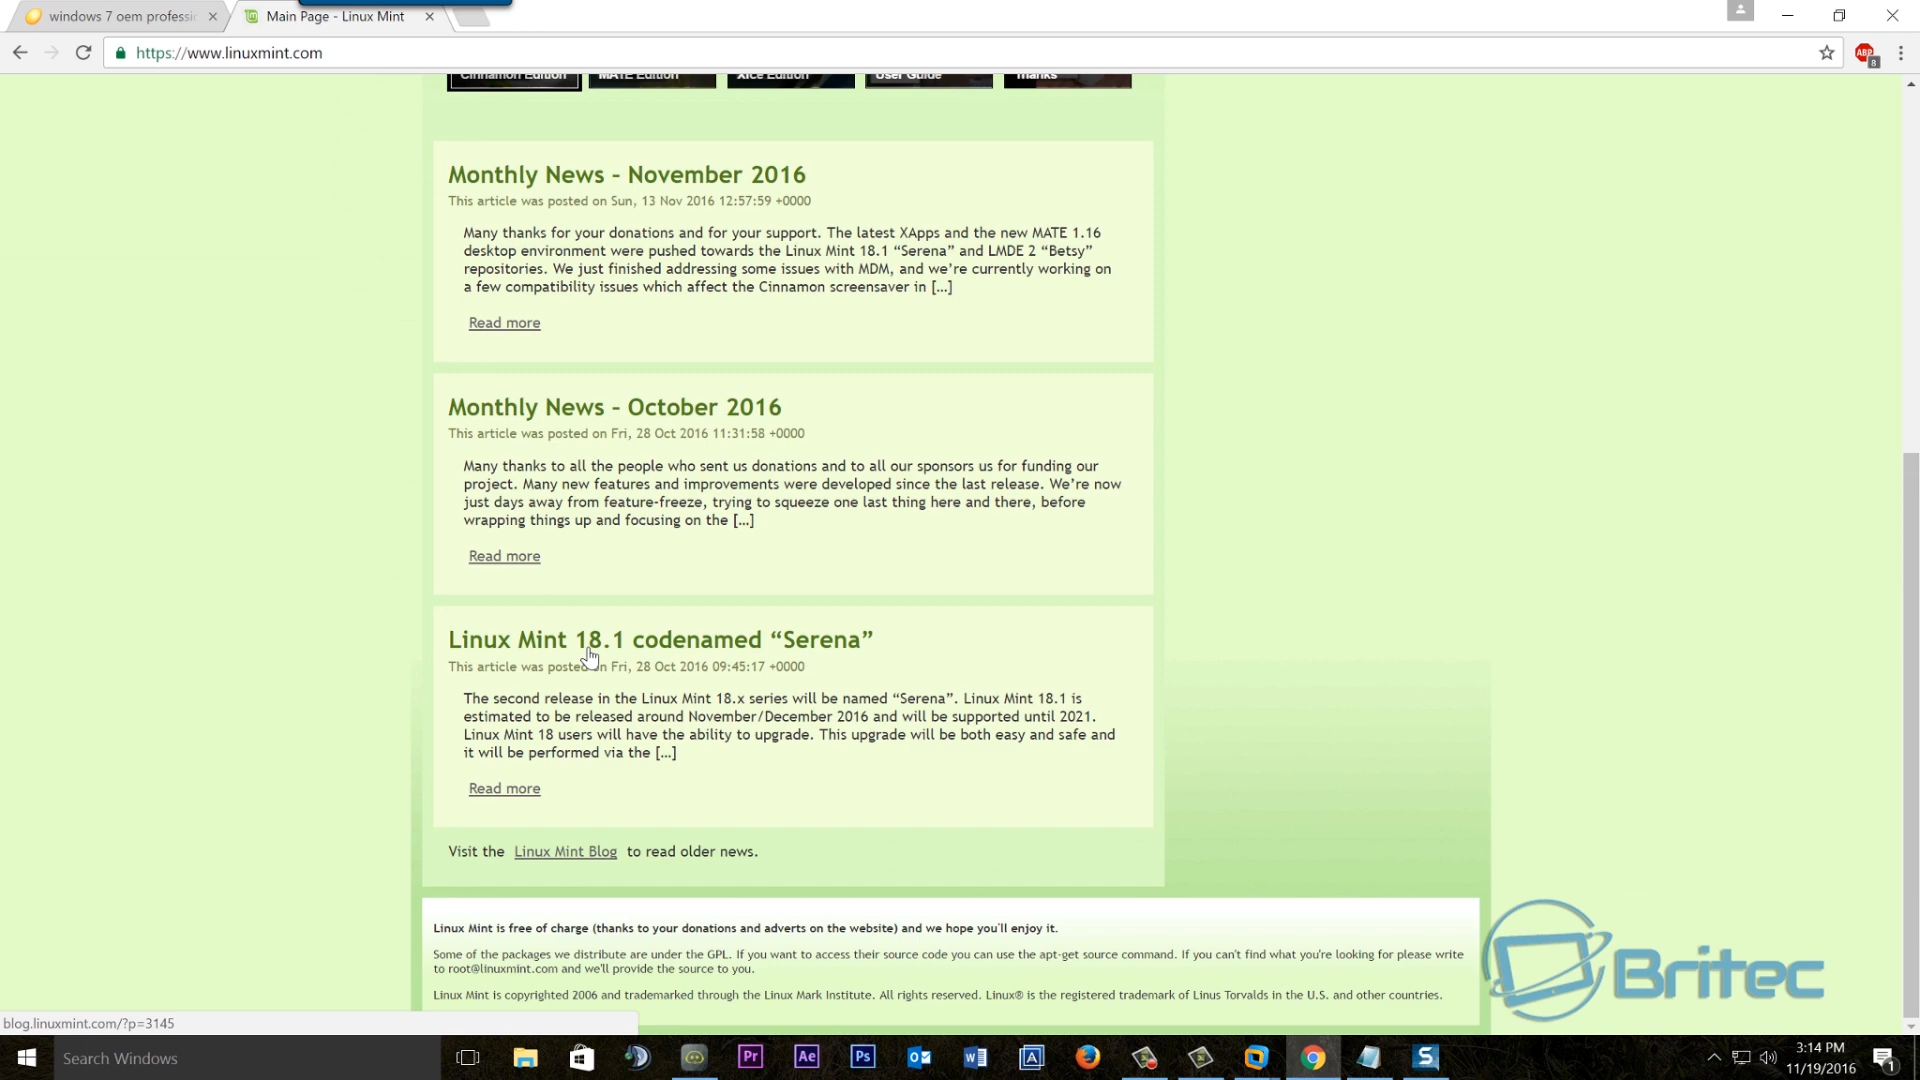 windows 7 oem professi
Main Page - Linux Mint
https://www.linuxmint.com
ABP
8
Cinnamon Edition
MATE Edition
Xfce Edition
User Guide
Thanks
Monthly News – November 2016
This article was posted on Sun, 13 Nov 2016 12:57:59 +0000
Many thanks for your donations and for your support. The latest XApps and the new MATE 1.16
desktop environment were pushed towards the Linux Mint 18.1 “Serena” and LMDE 2 “Betsy”
repositories. We just finished addressing some issues with MDM, and we’re currently working on
a few compatibility issues which affect the Cinnamon screensaver in […]
Read more
Monthly News – October 2016
This article was posted on Fri, 28 Oct 2016 11:31:58 +0000
Many thanks to all the people who sent us donations and to all our sponsors us for funding our
project. Many new features and improvements were developed since the last release. We’re now
just days away from feature-freeze, trying to squeeze one last thing here and there, before
wrapping things up and focusing on the […]
Read more
Linux Mint 18.1 codenamed “Serena”
This article was posted on Fri, 28 Oct 2016 09:45:17 +0000
The second release in the Linux Mint 18.x series will be named “Serena”. Linux Mint 18.1 is
estimated to be released around November/December 2016 and will be supported until 2021.
Linux Mint 18 users will have the ability to upgrade. This upgrade will be both easy and safe and
it will be performed via the […]
Read more
Visit the Linux Mint Blog to read older news.
Linux Mint is free of charge (thanks to your donations and adverts on the website) and we hope you'll enjoy it.
Some of the packages we distribute are under the GPL. If you want to access their source code you can use the apt-get source command. If you can't find what you're looking for please write
to root@linuxmint.com and we'll provide the source to you.
Linux Mint is copyrighted 2006 and trademarked through the Linux Mark Institute. All rights reserved. Linux® is the registered trademark of Linus Torvalds in the U.S. and other countries.
Britec
blog.linuxmint.com/?p=3145
Search Windows
Pr
Ae
Ps
A
S
3:14 PM
11/19/2016
1